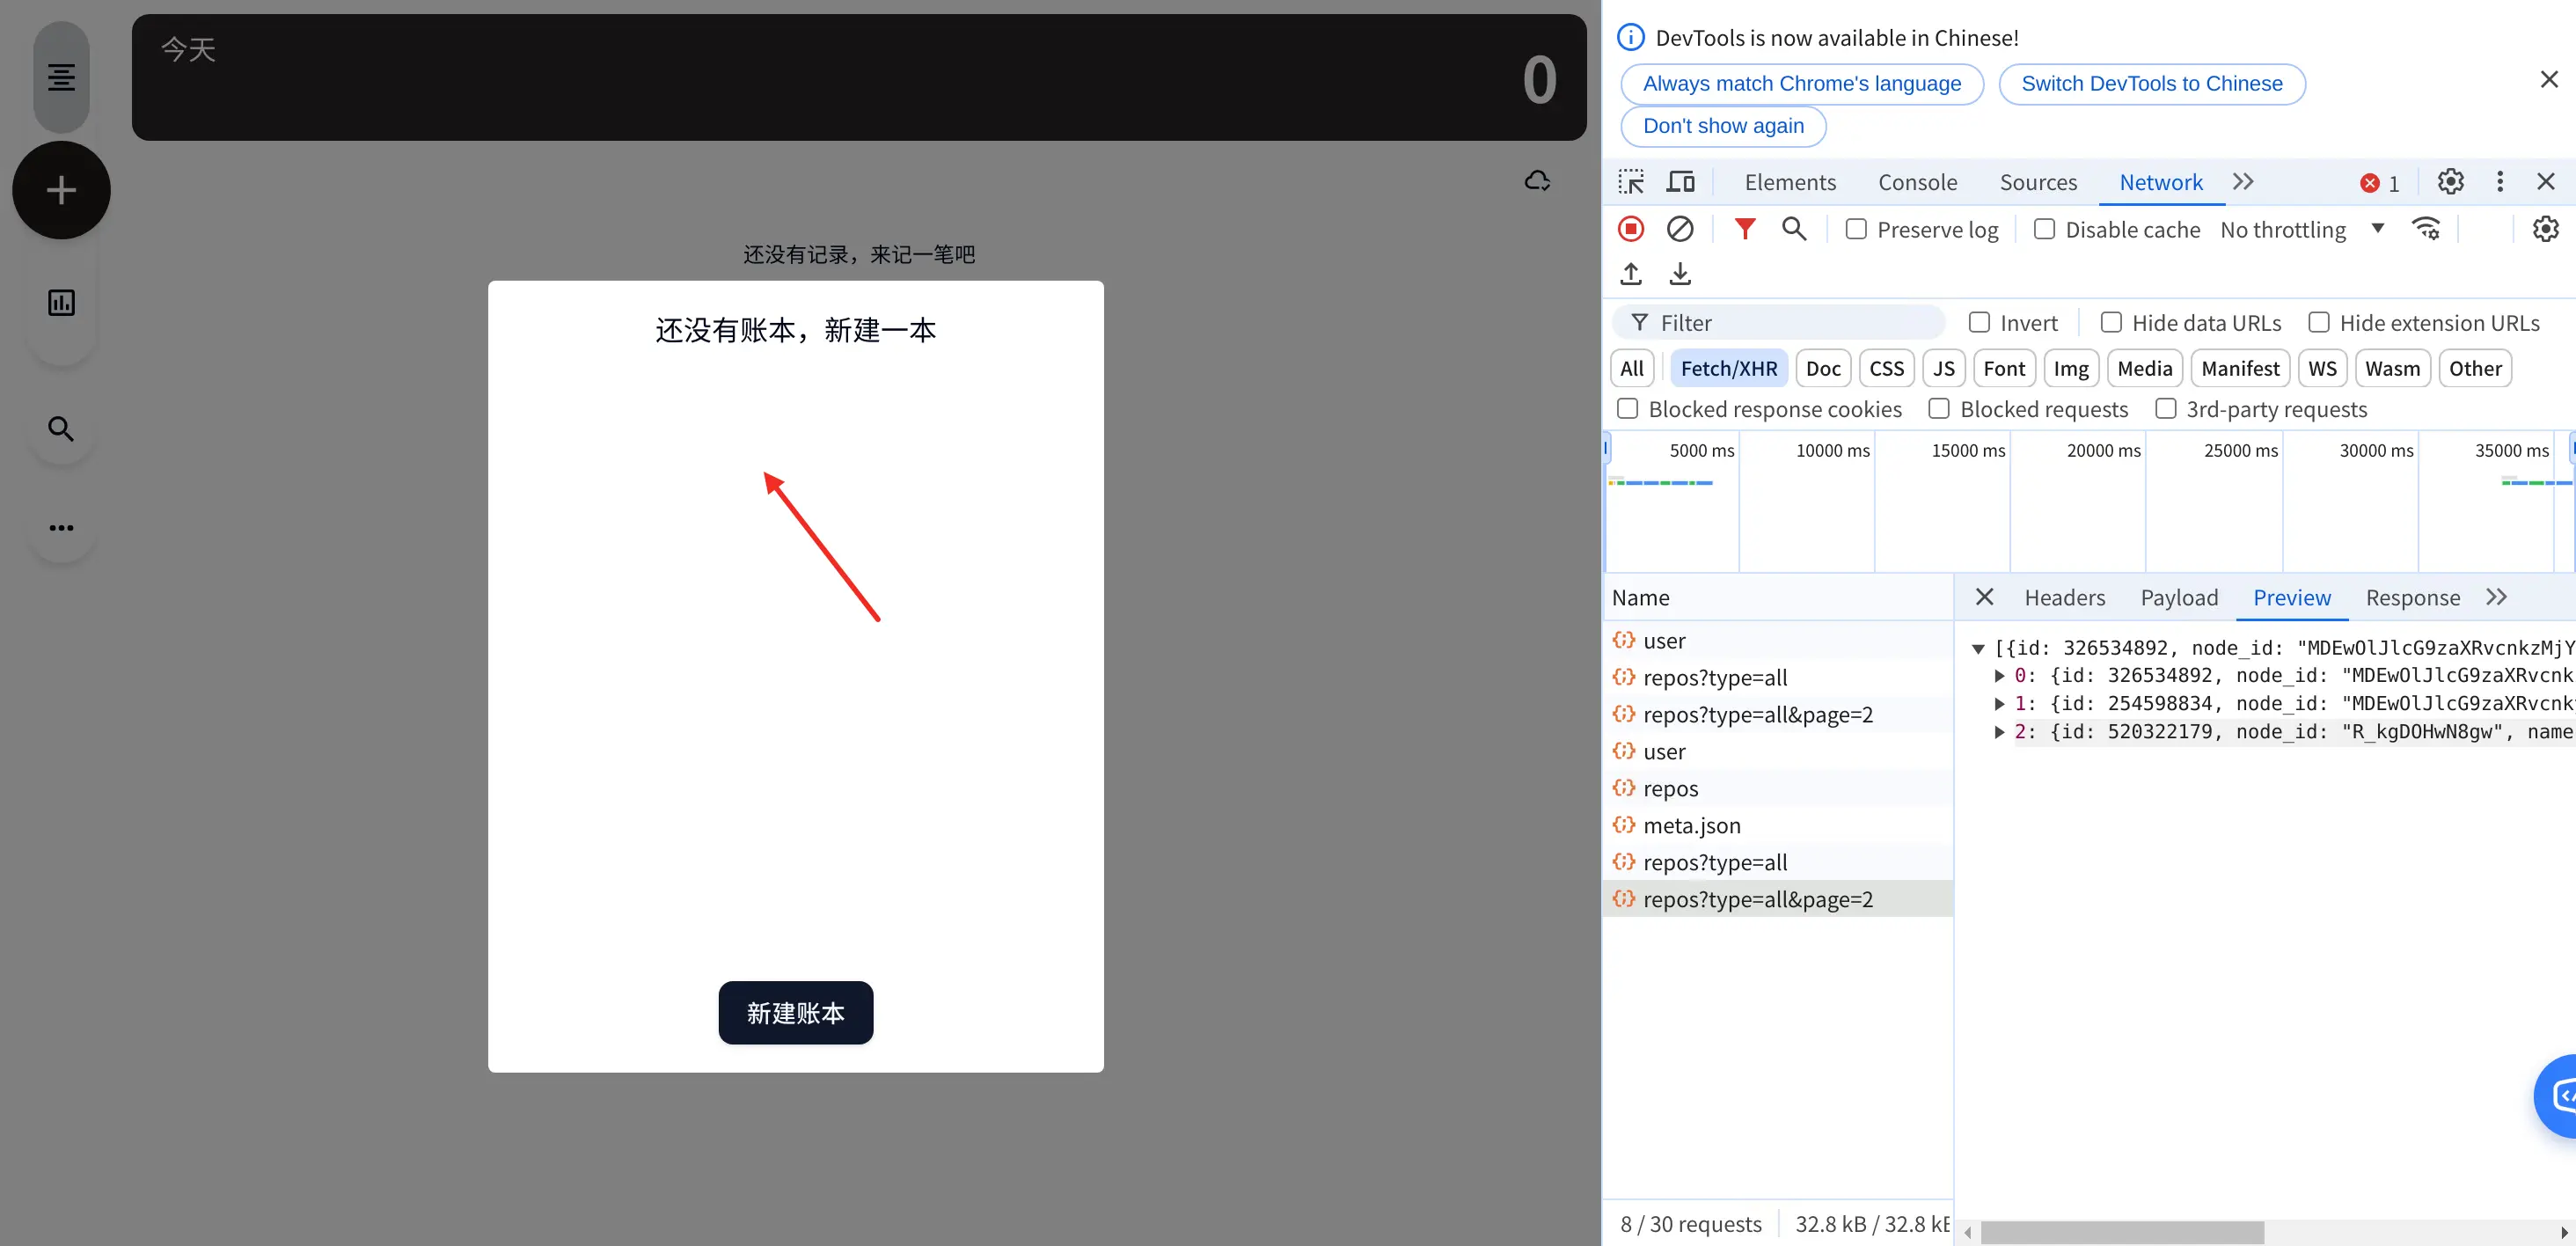 今天
0
还没有记录，来记一笔吧
还没有账本，新建一本
新建账本
DevTools is now available in Chinese!
Always match Chrome's language
Switch DevTools to Chinese
Don't show again
Elements
Console
Sources
Network
1
Preserve log
Disable cache
No throttling
Filter
Invert
Hide data URLs
Hide extension URLs
All
Fetch/XHR
Doc
CSS
JS
Font
Img
Media
Manifest
WS
Wasm
Other
Blocked response cookies
Blocked requests
3rd-party requests
5000 ms
10000 ms
15000 ms
20000 ms
25000 ms
30000 ms
35000 ms
Name
user
repos?type=all
repos?type=all&page=2
user
repos
meta.json
repos?type=all
repos?type=all&page=2
8 / 30 requests
32.8 kB / 32.8 kB
Headers
Payload
Preview
Response
[{id: 326534892, node_id: "MDEwOlJlcG9zaXRvcnkzMjY
0: {id: 326534892, node_id: "MDEwOlJlcG9zaXRvcnk
1: {id: 254598834, node_id: "MDEwOlJlcG9zaXRvcnk
2: {id: 520322179, node_id: "R_kgDOHwN8gw", name